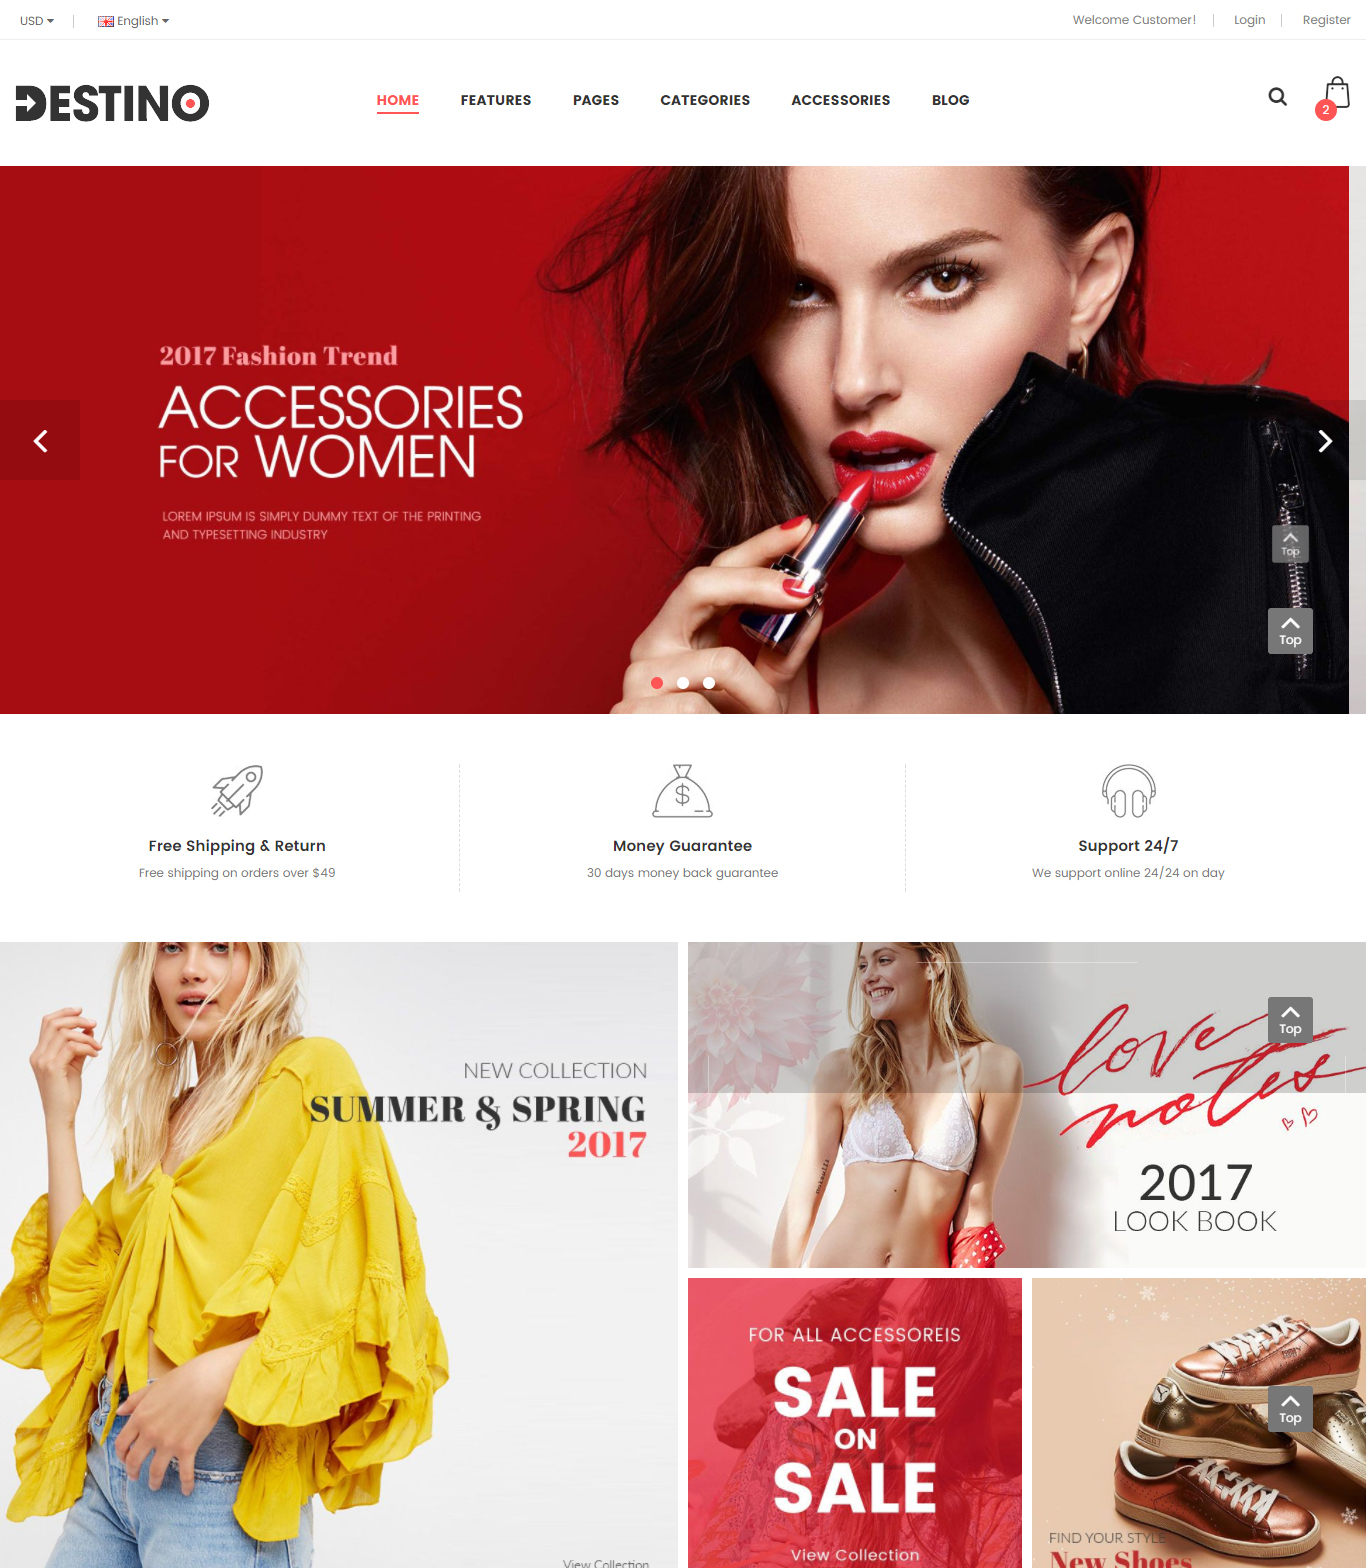 USD
English
Welcome Customer!
Login
Register
DESTINO
HOME
FEATURES
PAGES
CATEGORIES
ACCESSORIES
BLOG
2
2017 Fashion Trend
ACCESSORIES
FOR WOMEN
LOREM IPSUM IS SIMPLY DUMMY TEXT OF THE PRINTING
AND TYPESETTING INDUSTRY
Top
Top
Free Shipping & Return
Free shipping on orders over $49
Money Guarantee
30 days money back guarantee
Support 24/7
We support online 24/24 on day
NEW COLLECTION
SUMMER & SPRING
2017
View Collection
love
notes
Top
2017
LOOK BOOK
FOR ALL ACCESSOREIS
SALE
ON
SALE
View Collection
Top
FIND YOUR STYLE
New Shoes